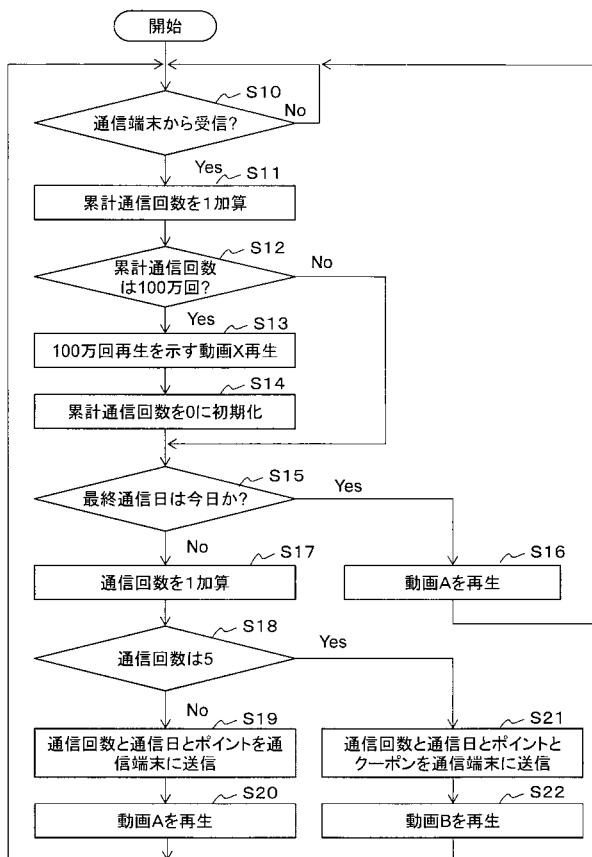 開始
S10
通信端末から受信?
No
Yes
S11
累計通信回数を1加算
S12
累計通信回数
は100万回?
No
Yes
S13
100万回再生を示す動画X再生
S14
累計通信回数を0に初期化
S15
最終通信日は今日か?
Yes
No
S17
通信回数を1加算
S16
動画Aを再生
S18
通信回数は5
Yes
No
S19
通信回数と通信日とポイントを通
信端末に送信
S21
通信回数と通信日とポイントと
クーポンを通信端末に送信
S20
動画Aを再生
S22
動画Bを再生